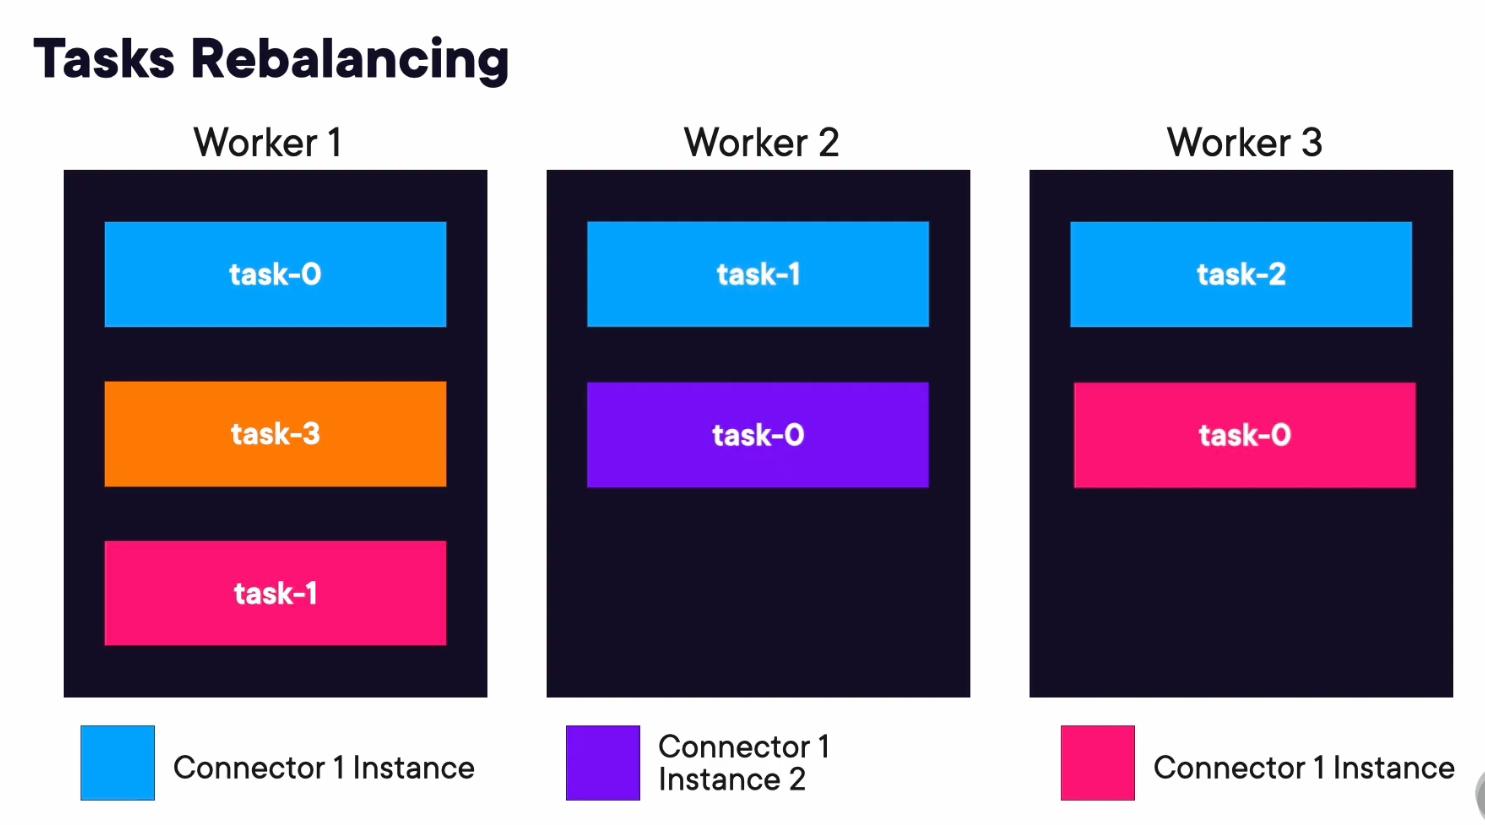 Tasks Rebalancing
Worker 1
Worker 2
Worker 3
task-0
task-1
task-2
task-3
task-0
task-0
task-1
Connector 1 Instance
Connector 1
Instance 2
Connector 1 Instance